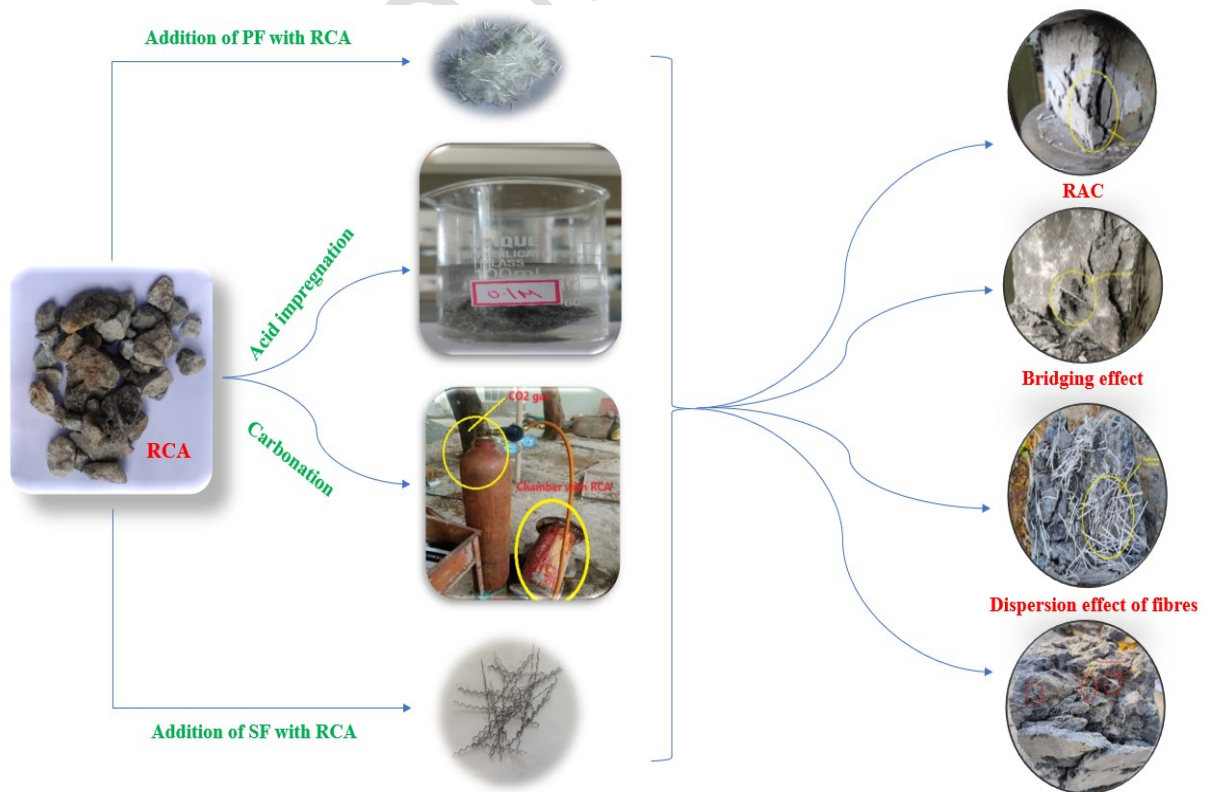 Addition of PF with RCA
Acid impregnation
Carbonation
RCA
Addition of SF with RCA
GLASS
0.1M
CO2 gas
Chamber with RCA
RAC
Bridging effect
Dispersion effect of fibres